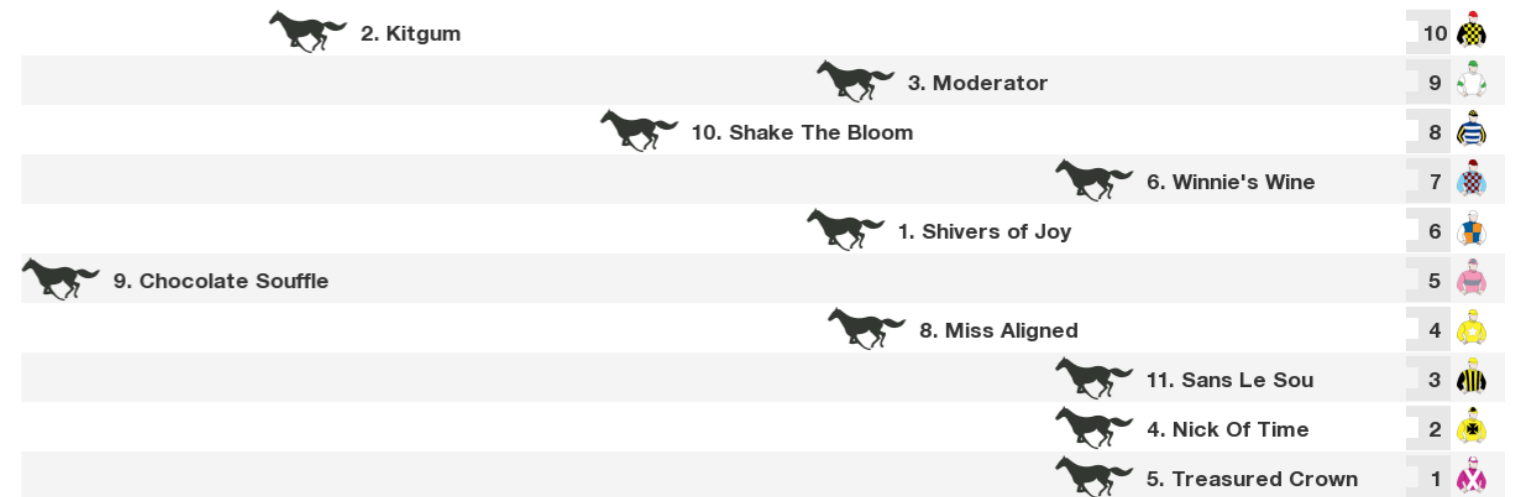 2. Kitgum 10
3. Moderator 9
10. Shake The Bloom 8
6. Winnie's Wine 7
1. Shivers of Joy 6
9. Chocolate Souffle 5
8. Miss Aligned 4
11. Sans Le Sou 3
4. Nick Of Time 2
5. Treasured Crown 1